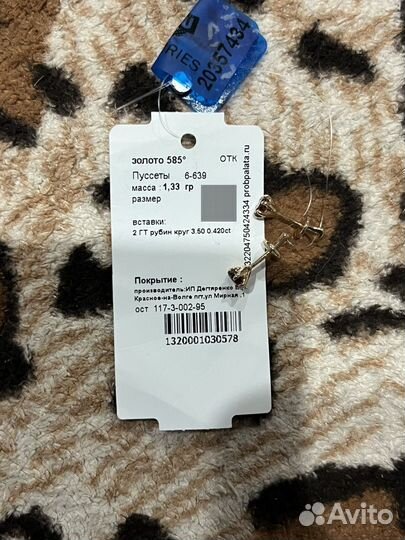 RIES
20357434
золото 585° ОТК
Пуссеты 6-639
масса : 1,33 гр
размер
вставки:
2 ГТ рубин круг 3.50 0.420ct
Покрытие :
производитель:ИП Дегтяренко
Красное-на-Волге пгт,ул Мирная ,1
ост 117-3-002-95
1320001030578
04750424334 probpalata.ru
Avito